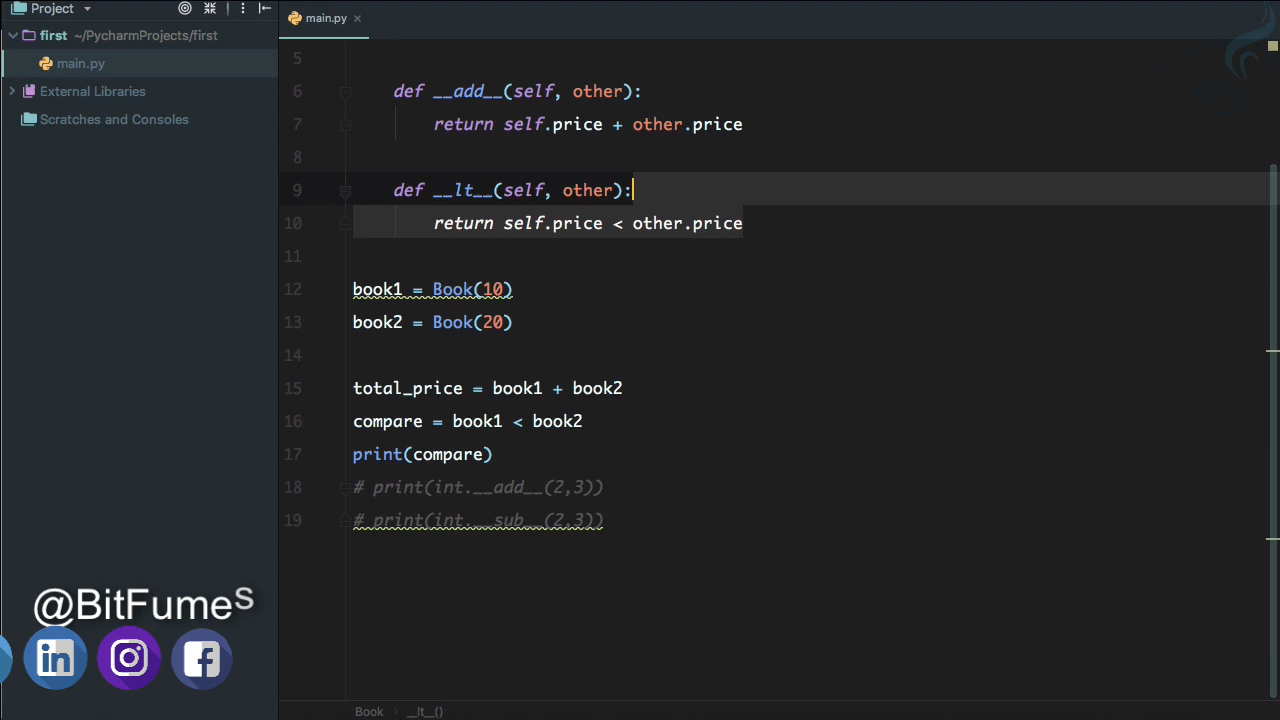 Project
main.py
first ~/PycharmProjects/first
main.py
External Libraries
Scratches and Consoles
5
6 def __add__(self, other):
7 return self.price + other.price
8
9 def __lt__(self, other):
10 return self.price < other.price
11
12 book1 = Book(10)
13 book2 = Book(20)
14
15 total_price = book1 + book2
16 compare = book1 < book2
17 print(compare)
18 # print(int.__add__(2,3))
19 # print(int.__sub__(2,3))
@BitFumes
in
f
Book › __lt__()